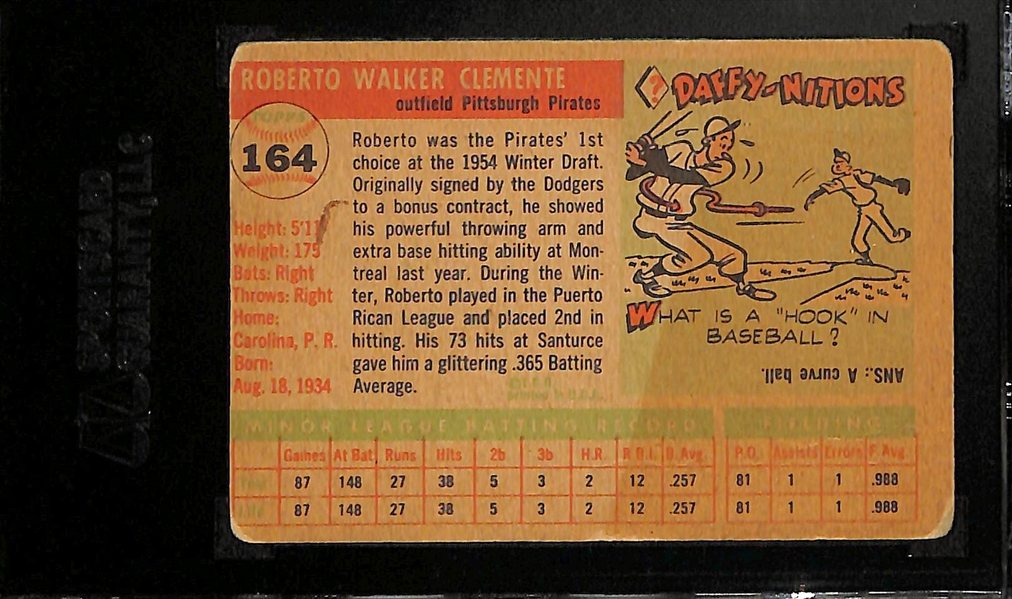 ROBERTO WALKER CLEMENTE
outfield Pittsburgh Pirates
TOPPS
164
Height: 5'11
Weight: 175
Bats: Right
Throws: Right
Home:
Carolina, P. R.
Born:
Aug. 18, 1934
Roberto was the Pirates' 1st
choice at the 1954 Winter Draft.
Originally signed by the Dodgers
to a bonus contract, he showed
his powerful throwing arm and
extra base hitting ability at Mon-
treal last year. During the Win-
ter, Roberto played in the Puerto
Rican League and placed 2nd in
hitting. His 73 hits at Santurce
gave him a glittering .365 Batting
Average.
?
DAFFY-NITIONS
WHAT IS A "HOOK" IN
BASEBALL?
ANS.: A curve ball.
MINOR LEAGUE BATTING RECORD FIELDING
Games At Bat Runs Hits 2b 3b H.R. R.B.I. B.Avg. P.O. Assists Errors F. Avg.
Year 87 148 27 38 5 3 2 12 .257 81 1 1 .988
Life 87 148 27 38 5 3 2 12 .257 81 1 1 .988